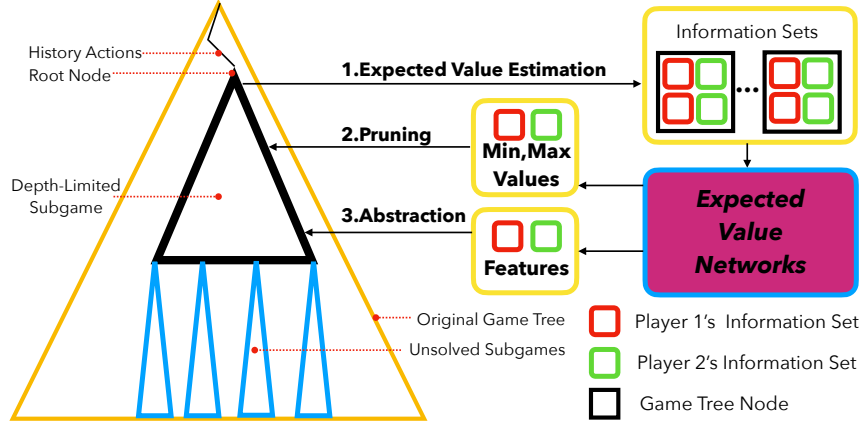 History Actions
Root Node
1.Expected Value Estimation
Information Sets
...
2.Pruning
Min,Max
Values
Depth-Limited
Subgame
3.Abstraction
Features
Expected
Value
Networks
Original Game Tree
Unsolved Subgames
Player 1's Information Set
Player 2's Information Set
Game Tree Node